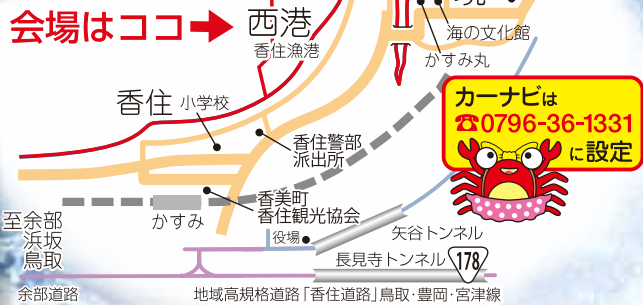 会場はココ
西港
香住漁港
海の文化館
かすみ丸
カーナビは
☎0796-36-1331
に設定
香住 小学校
香住警部
派出所
香美町
香住観光協会
かすみ
至余部
浜坂
鳥取
役場
矢谷トンネル
長見寺トンネル
178
余部道路
地域高規格道路「香住道路」鳥取・豊岡・宮津線